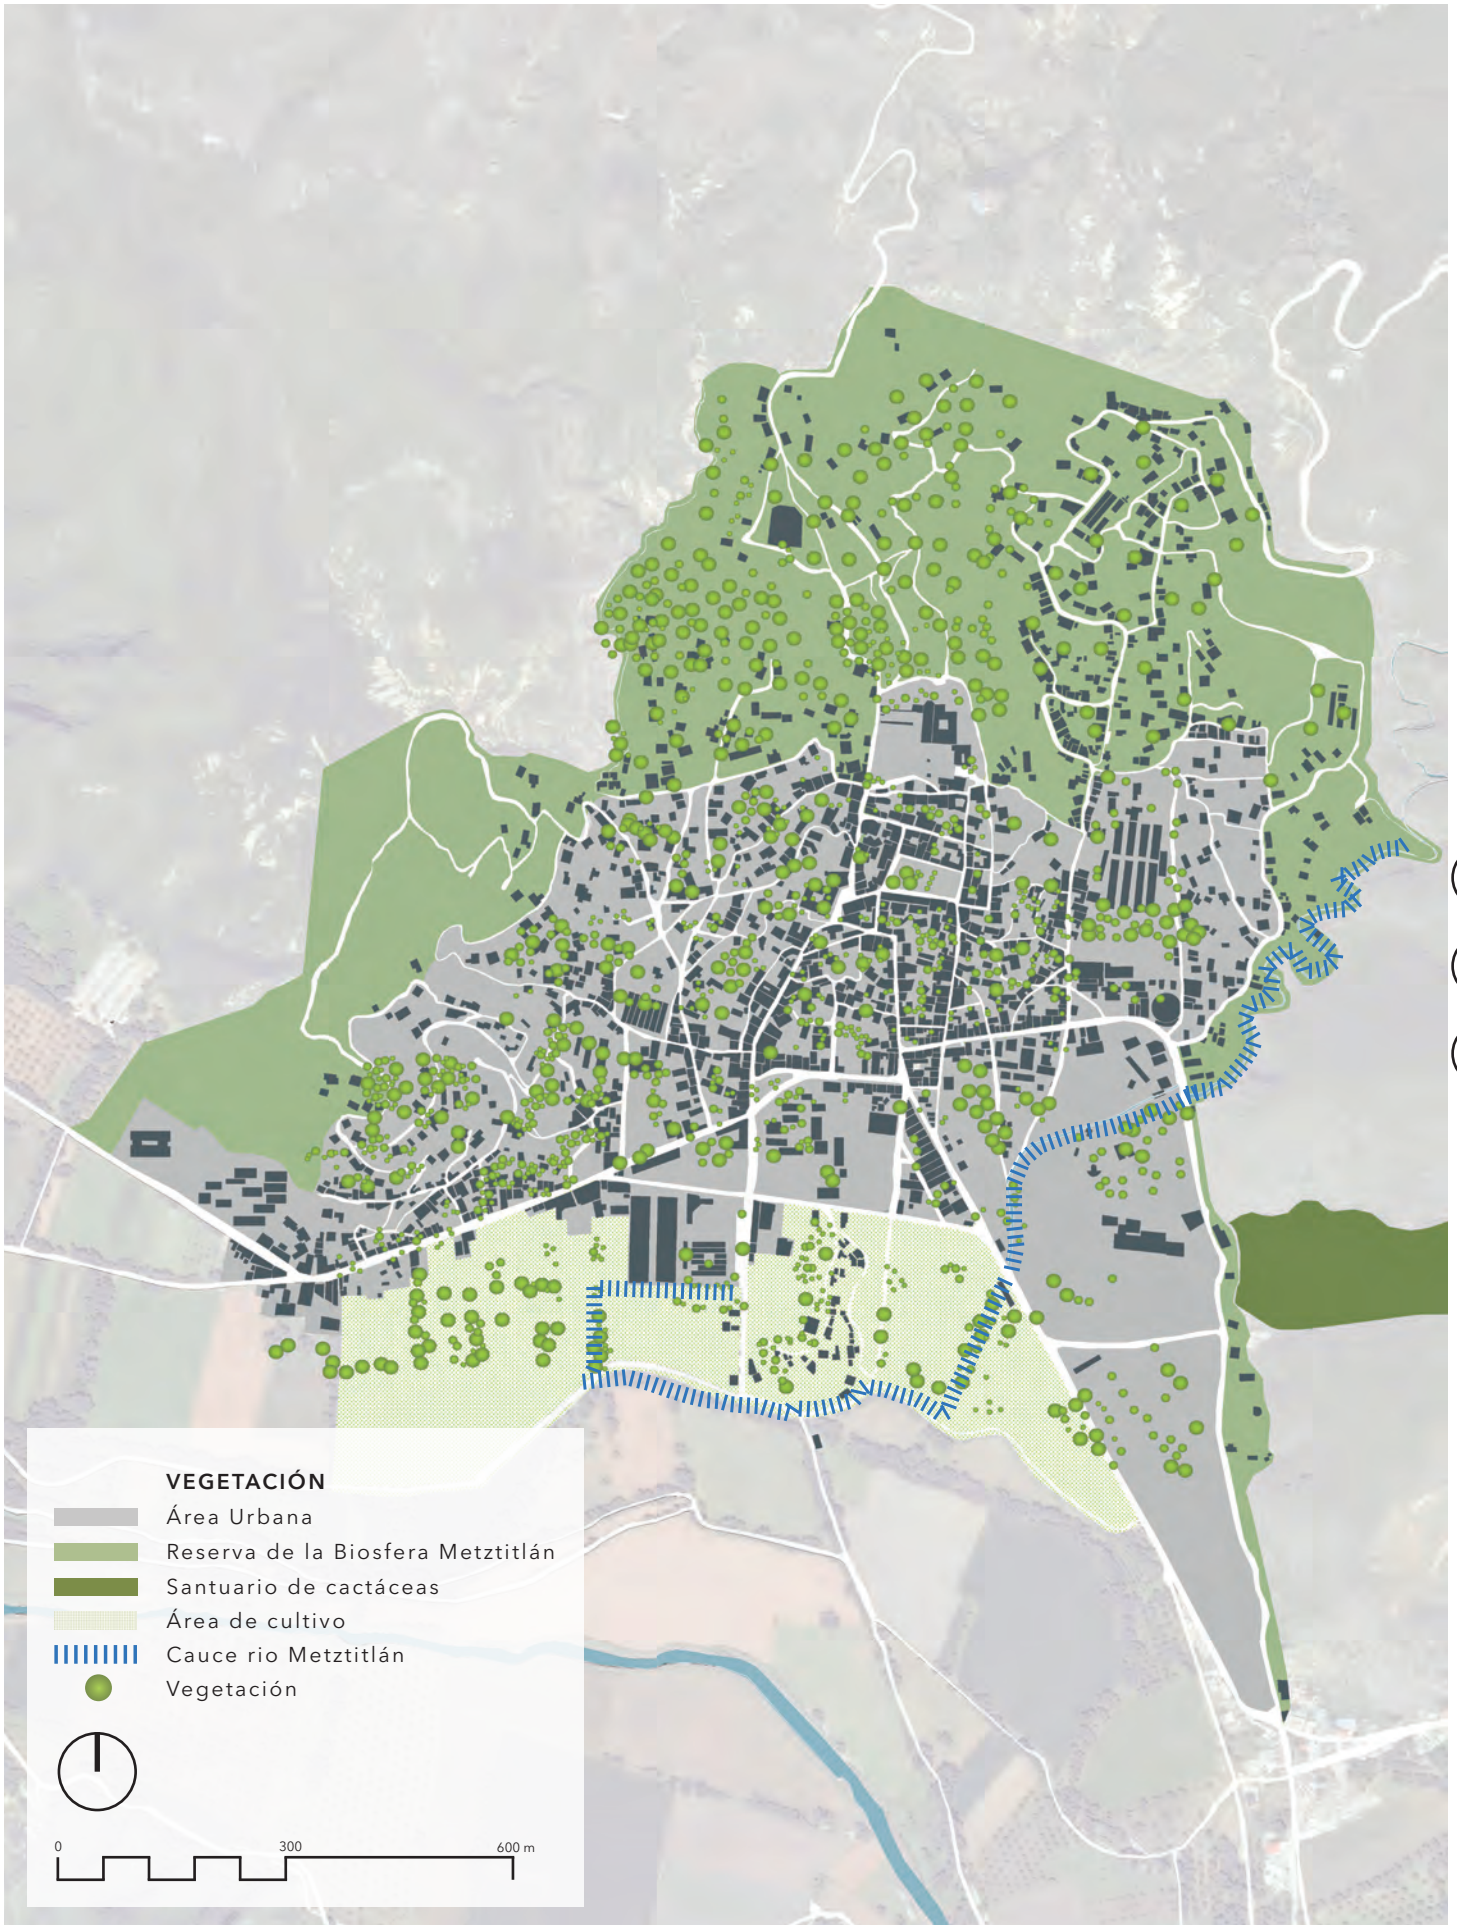 VEGETACIÓN
Área Urbana
Reserva de la Biosfera Metztitlán
Santuario de cactáceas
Área de cultivo
Cauce rio Metztitlán
Vegetación
0 300 600 m